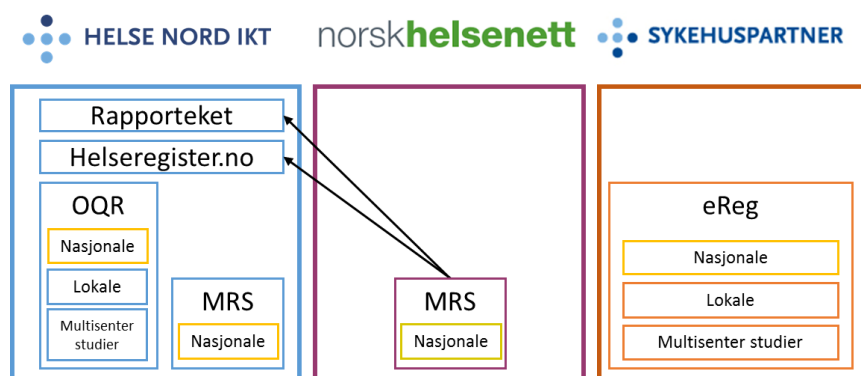 HELSE NORD IKT
norskhelsenett
SYKEHUSPARTNER
Rapporteket
Helseregister.no
OQR
Nasjonale
Lokale
Multisenter
studier
MRS
Nasjonale
MRS
Nasjonale
eReg
Nasjonale
Lokale
Multisenter studier